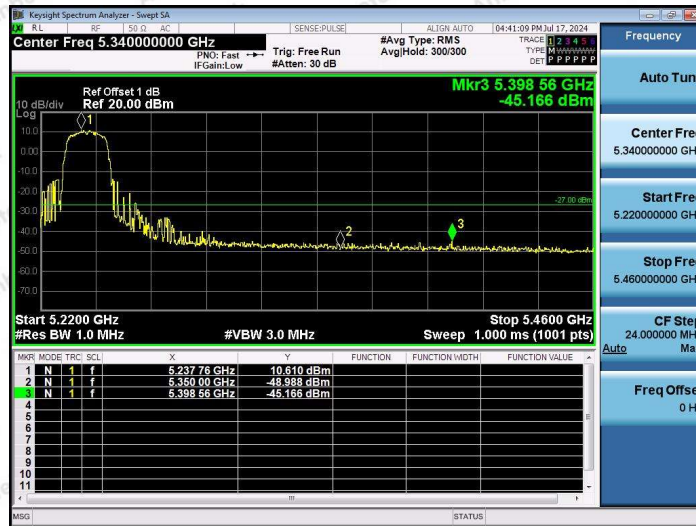 Keysight Spectrum Analyzer - Swept SA
RL RF 50 Ω AC SENSE:PULSE ALIGN AUTO 04:41:09 PM Jul 17, 2024
Center Freq 5.340000000 GHz
PNO: Fast
IFGain:Low
Trig: Free Run
#Atten: 30 dB
#Avg Type: RMS
Avg|Hold: 300/300
TRACE 1 2 3 4 5 6
TYPE M W W W W W
DET P P P P P P
Mkr3 5.398 56 GHz
-45.166 dBm
Ref Offset 1 dB
10 dB/div Ref 20.00 dBm
Log
10.0
0.00
-10.0
-20.0
-30.0
-40.0
-50.0
-60.0
-70.0
1
2
3
-27.00 dBm
Start 5.2200 GHz Stop 5.4600 GHz
#Res BW 1.0 MHz #VBW 3.0 MHz Sweep 1.000 ms (1001 pts)
MKR MODE TRC SCL X Y FUNCTION FUNCTION WIDTH FUNCTION VALUE
1 N 1 f 5.237 76 GHz 10.610 dBm
2 N 1 f 5.350 00 GHz -48.988 dBm
3 N 1 f 5.398 56 GHz -45.166 dBm
4
5
6
7
8
9
10
11
MSG STATUS
Frequency
Auto Tun
Center Fre
5.340000000 GH
Start Fre
5.220000000 GH
Stop Fre
5.460000000 GH
CF Step
24.000000 MH
Auto Ma
Freq Offse
0 H